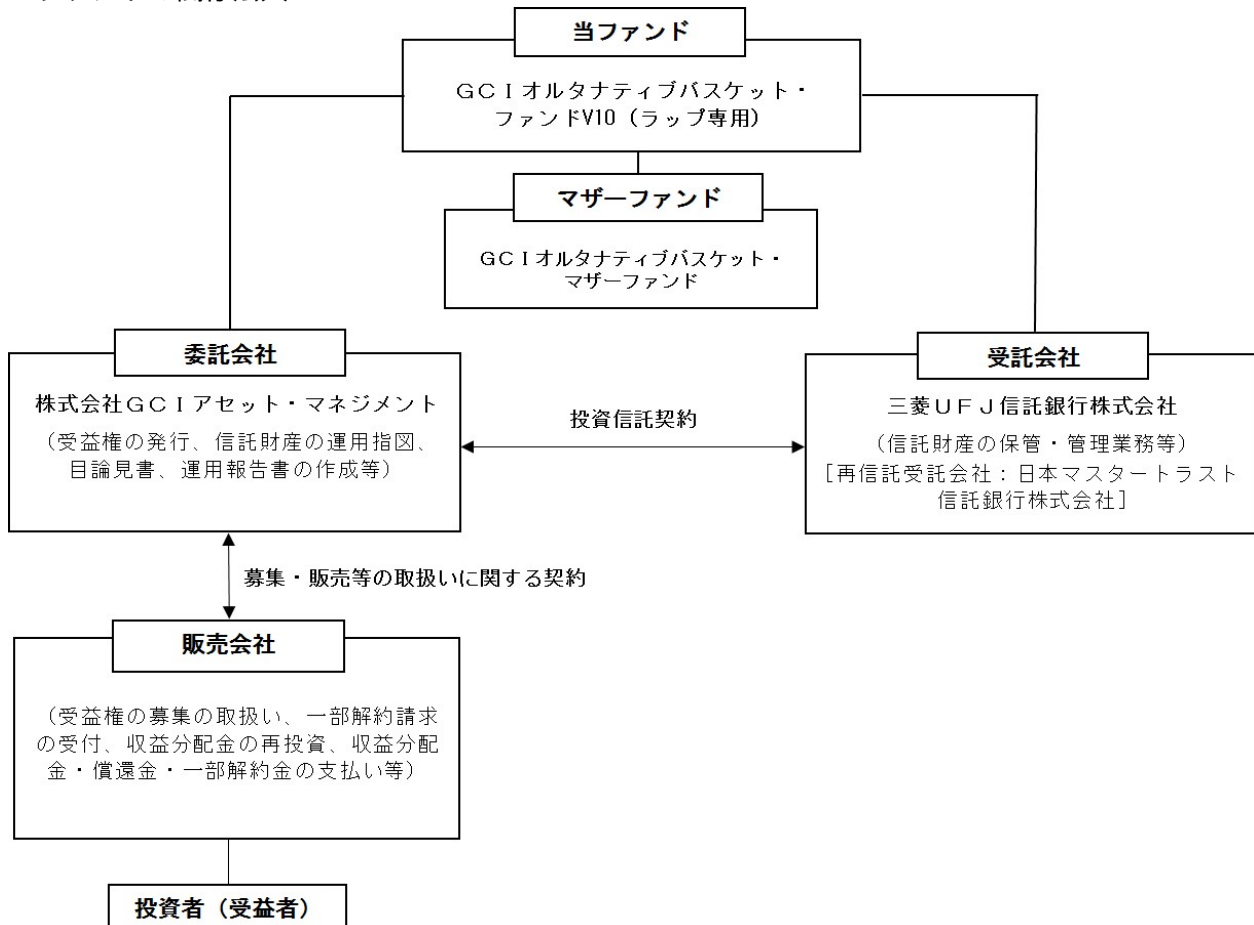 当ファンド
ＧＣＩオルタナティブバスケット・
ファンドV10（ラップ専用）
マザーファンド
ＧＣＩオルタナティブバスケット・
マザーファンド
委託会社
株式会社ＧＣＩアセット・マネジメント
（受益権の発行、信託財産の運用指図、
目論見書、運用報告書の作成等）
投資信託契約
受託会社
三菱ＵＦＪ信託銀行株式会社
（信託財産の保管・管理業務等）
［再信託受託会社：日本マスタートラスト
信託銀行株式会社］
募集・販売等の取扱いに関する契約
販売会社
（受益権の募集の取扱い、一部解約請求
の受付、収益分配金の再投資、収益分配
金・償還金・一部解約金の支払い等）
投資者（受益者）